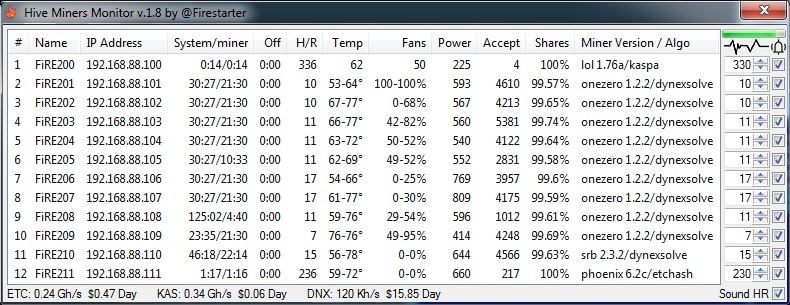 Hive Miners Monitor v.1.8 by @Firestarter
# Name IP Address System/miner Off H/R Temp Fans Power Accept Shares Miner Version / Algo
1 FiRE200 192.168.88.100 0:14/0:14 0:00 336 62 50 225 4 100% lol 1.76a/kaspa 330
2 FiRE201 192.168.88.101 30:27/21:30 0:00 10 53-64° 100-100% 593 4610 99.57% onezero 1.2.2/dynexsolve 10
3 FiRE202 192.168.88.102 30:27/21:30 0:00 10 67-77° 0-68% 567 4213 99.65% onezero 1.2.2/dynexsolve 10
4 FiRE203 192.168.88.103 30:27/21:30 0:00 11 66-77° 42-82% 560 5381 99.74% onezero 1.2.2/dynexsolve 11
5 FiRE204 192.168.88.104 30:27/21:30 0:00 11 63-72° 50-52% 540 4122 99.64% onezero 1.2.2/dynexsolve 11
6 FiRE205 192.168.88.105 30:27/10:33 0:00 11 62-69° 49-52% 552 2831 99.58% onezero 1.2.2/dynexsolve 11
7 FiRE206 192.168.88.106 30:27/21:30 0:00 17 54-66° 0-25% 769 3957 99.6% onezero 1.2.2/dynexsolve 17
8 FiRE207 192.168.88.107 30:27/21:30 0:00 17 61-77° 0-30% 809 4175 99.59% onezero 1.2.2/dynexsolve 17
9 FiRE208 192.168.88.108 125:02/4:40 0:00 11 59-76° 29-54% 596 1012 99.61% onezero 1.2.2/dynexsolve 11
10 FiRE209 192.168.88.109 23:35/21:30 0:00 7 76-76° 49-95% 414 4248 99.69% onezero 1.2.2/dynexsolve 7
11 FiRE210 192.168.88.110 46:18/22:14 0:00 15 56-78° 0-0% 644 4566 99.63% srb 2.3.2/dynexsolve 15
12 FiRE211 192.168.88.111 1:17/1:16 0:00 236 59-72° 0-0% 660 217 100% phoenix 6.2c/etchash 230
ETC: 0.24 Gh/s $0.47 Day KAS: 0.34 Gh/s $0.06 Day DNX: 120 Kh/s $15.85 Day Sound HR